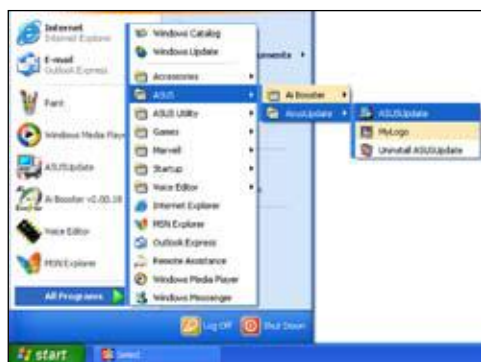 Internet
Internet Explorer
E-mail
Outlook Express
Paint
Windows Media Player
ASUSUpdate
Ai Booster v2.00.18
Voice Editor
MSN Explorer
All Programs
Windows Catalog
Windows Update
Accessories
ASUS
ASUS Utility
Games
Marvell
Startup
Voice Editor
Internet Explorer
MSN Explorer
Outlook Express
Remote Assistance
Windows Media Player
Windows Messenger
Ai Booster
AsusUpdate
ASUSUpdate
MyLogo
Uninstall ASUSUpdate
Log Off
Shut Down
start